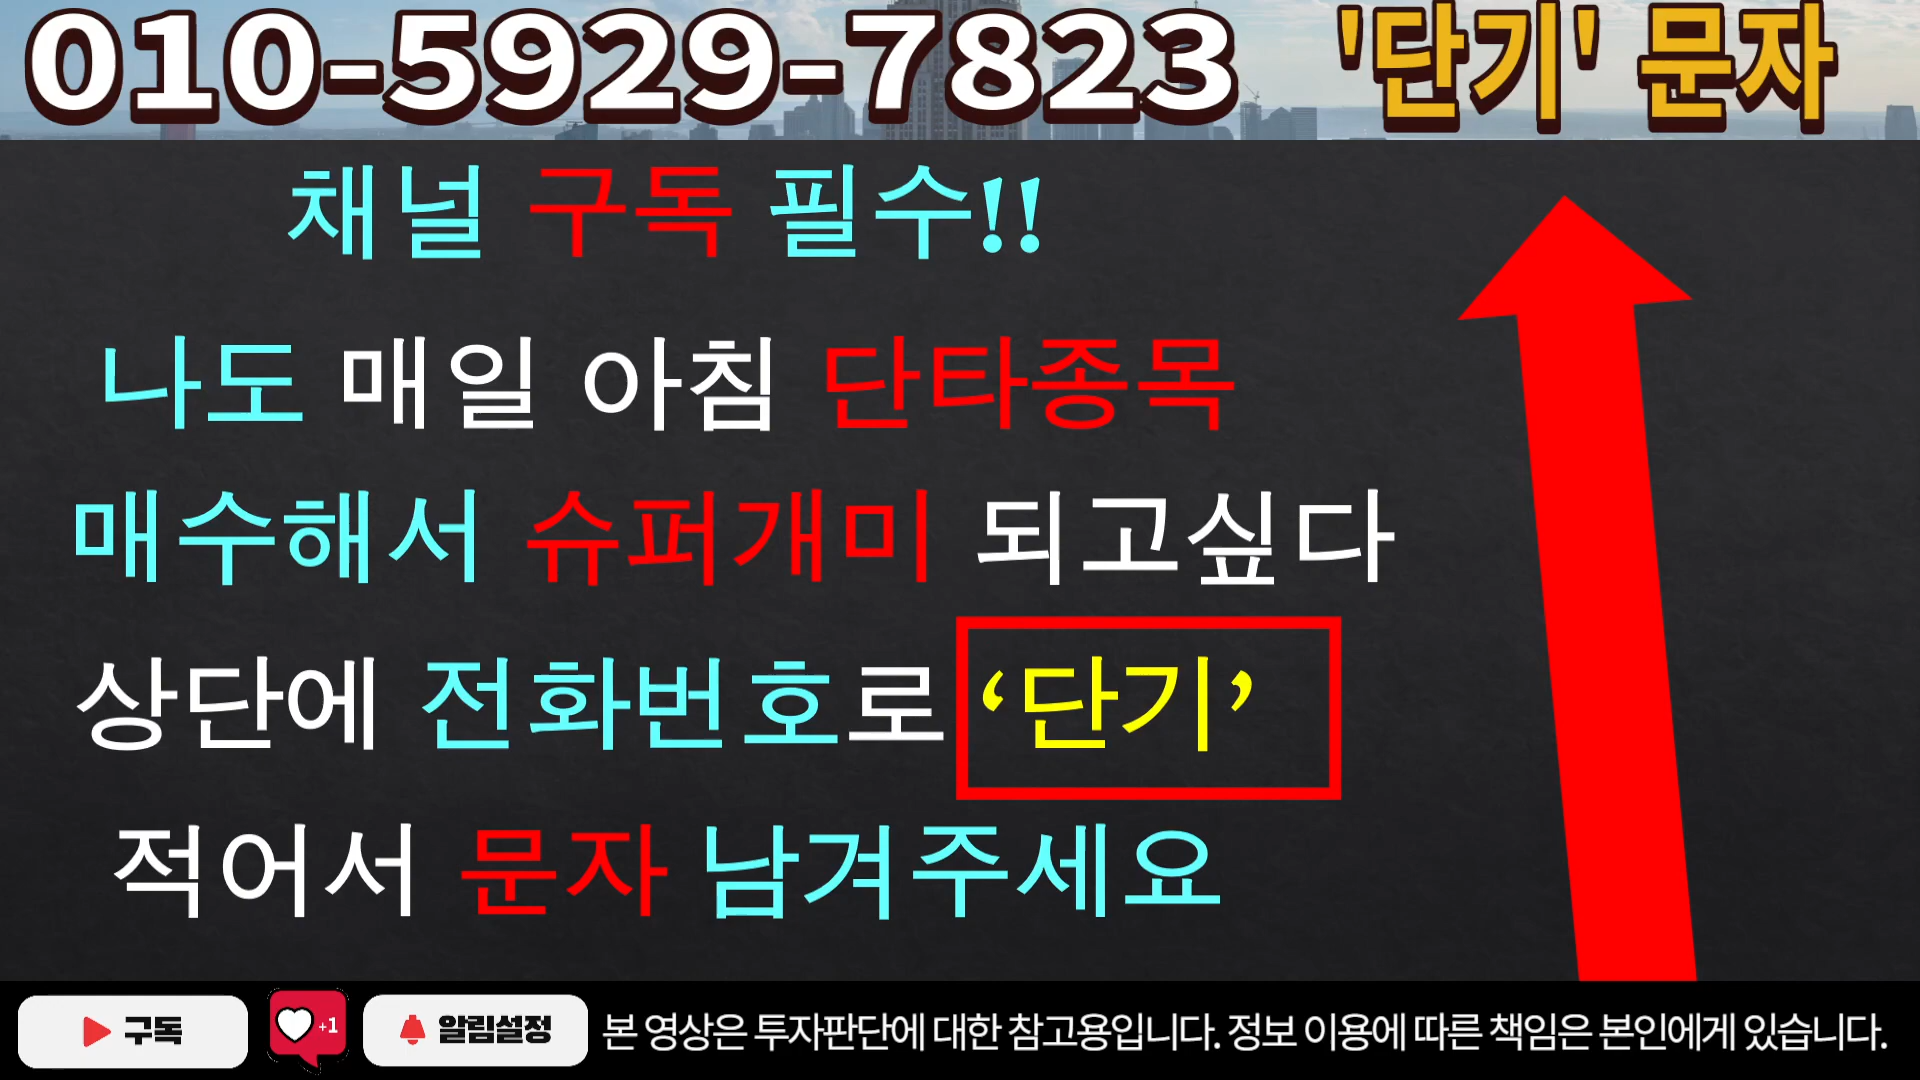 010-5929-7823 '단기' 문자
채널 구독 필수!!
나도 매일 아침 단타종목
매수해서 슈퍼개미 되고싶다
상단에 전화번호로 ‘단기’
적어서 문자 남겨주세요
구독 +1 알림설정 본 영상은 투자판단에 대한 참고용입니다. 정보 이용에 따른 책임은 본인에게 있습니다.